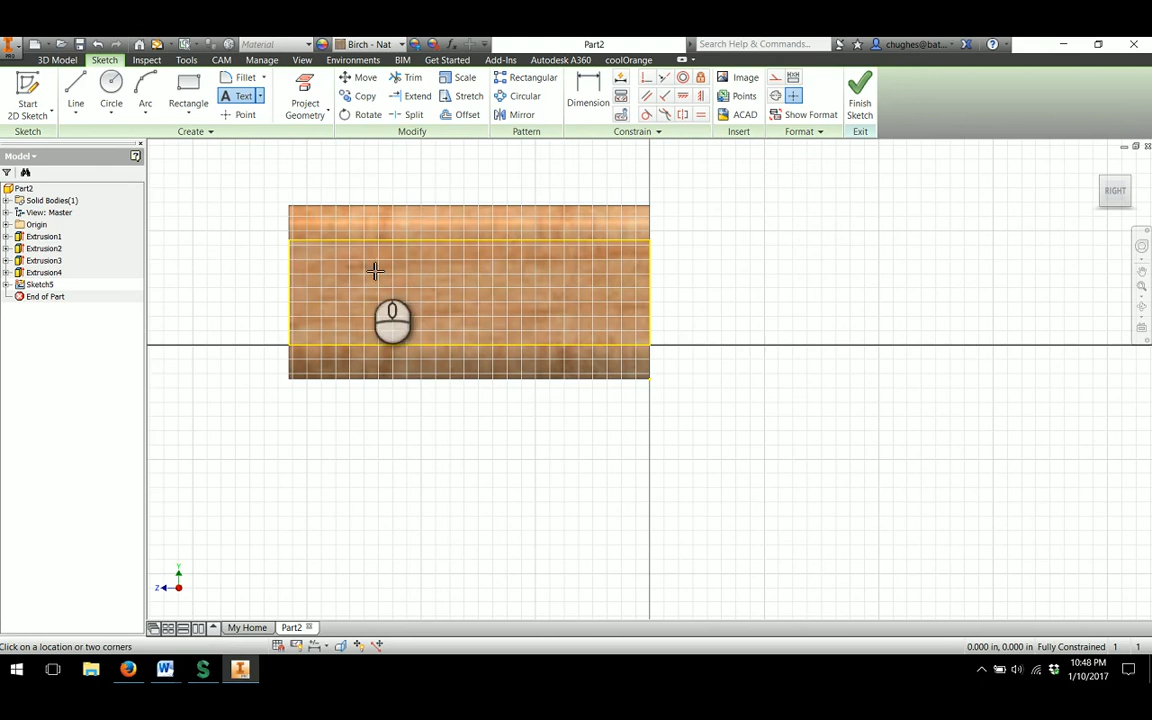 PRO Material Birch - Nat Part2 Search Help & Commands... chughes@bat...
3D Model Sketch Inspect Tools CAM Manage View Environments BIM Get Started Add-Ins Autodesk A360 coolOrange
Start 2D Sketch
Line
Circle
Arc
Rectangle
Fillet
Text
Point
Project Geometry
Move
Copy
Rotate
Trim
Extend
Split
Scale
Stretch
Offset
Rectangular
Circular
Mirror
Dimension
Image
Points
ACAD
Show Format
Finish Sketch
Sketch Create Modify Pattern Constrain Insert Format Exit
Model
Part2
Solid Bodies(1)
View: Master
Origin
Extrusion1
Extrusion2
Extrusion3
Extrusion4
Sketch5
End of Part
RIGHT
Y
Z
My Home Part2
Click on a location or two corners 0.000 in, 0.000 in Fully Constrained 1 1
10:48 PM
1/10/2017